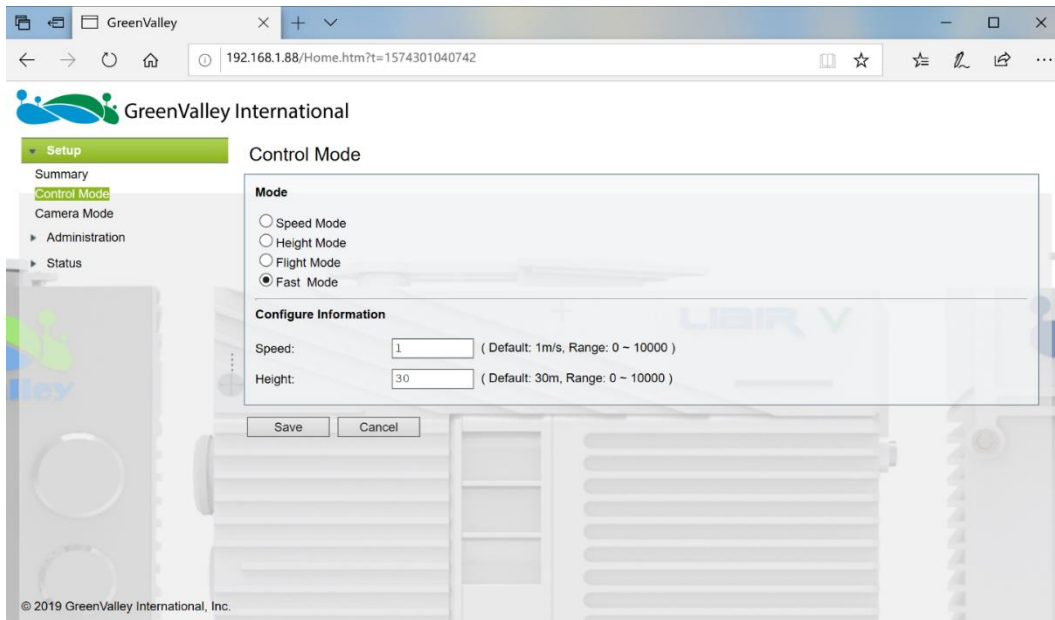 GreenValley
192.168.1.88/Home.htm?t=1574301040742
GreenValley International
Setup
Summary
Control Mode
Camera Mode
Administration
Status
Control Mode
Mode
Speed Mode
Height Mode
Flight Mode
Fast Mode
Configure Information
Speed: 1 ( Default: 1m/s, Range: 0 ~ 10000 )
Height: 30 ( Default: 30m, Range: 0 ~ 10000 )
Save Cancel
LiBIR V
lley
© 2019 GreenValley International, Inc.